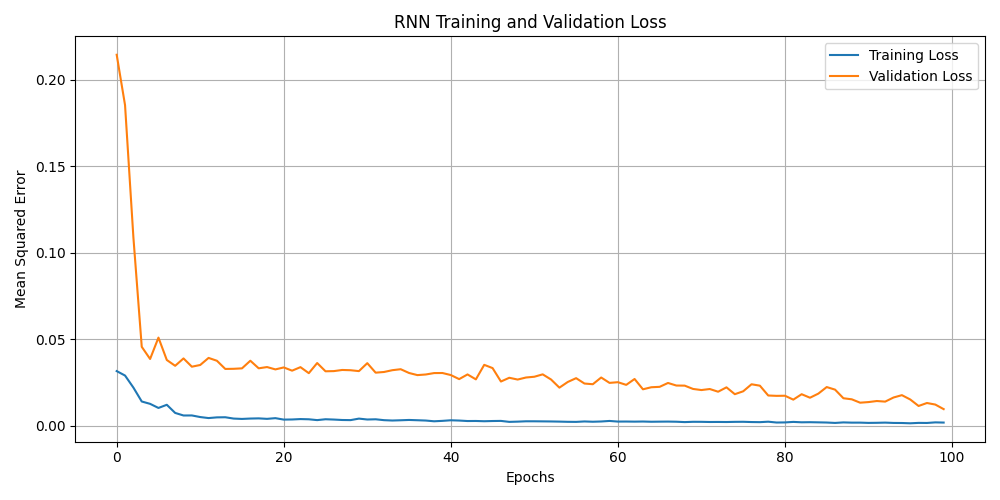 RNN Training and Validation Loss
Training Loss
Validation Loss
0.20
0.15
0.10
0.05
0.00
Mean Squared Error
0 20 40 60 80 100
Epochs